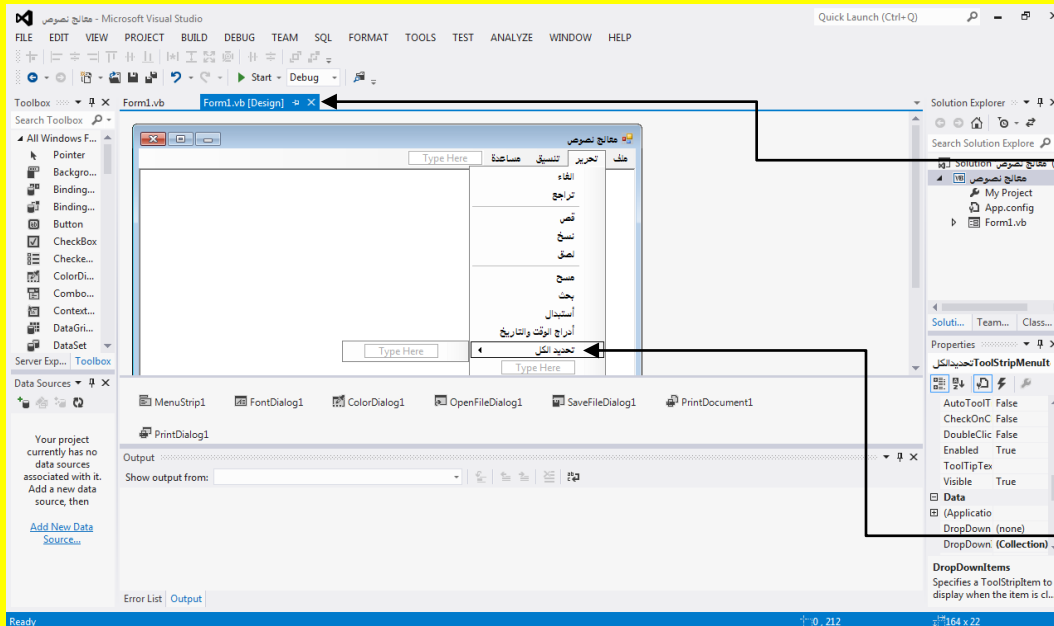 معالج نصوص - Microsoft Visual Studio
Quick Launch (Ctrl+Q)
FILE EDIT VIEW PROJECT BUILD DEBUG TEAM SQL FORMAT TOOLS TEST ANALYZE WINDOW HELP
Start Debug
Toolbox
Search Toolbox
All Windows F...
Pointer
Backgro...
Binding...
Binding...
Button
CheckBox
Checke...
ColorDi...
Combo...
Context...
DataGri...
DataSet
Server Exp... Toolbox
Data Sources
Your project
currently has no
data sources
associated with it.
Add a new data
source, then
Add New Data
Source...
Form1.vb Form1.vb [Design]
معالج نصوص
ملف تحرير تنسيق مساعدة Type Here
الغاء
تراجع
قص
نسخ
لصق
مسح
بحث
أستبدال
أدراج الوقت والتاريخ
تحديد الكل
Type Here
Type Here
MenuStrip1 FontDialog1 ColorDialog1 OpenFileDialog1 SaveFileDialog1 PrintDocument1
PrintDialog1
Output
Show output from:
Error List Output
Solution Explorer
Search Solution Explore
Solution معالج نصوص
معالج نصوص
My Project
App.config
Form1.vb
Soluti... Team... Class...
Properties
تحديدالكلToolStripMenuIt
AutoToolT False
CheckOnC False
DoubleClic False
Enabled True
ToolTipTex
Visible True
Data
(Applicatio
DropDown (none)
DropDown (Collection)
DropDownItems
Specifies a ToolStripItem to
display when the item is cl...
Ready 0 , 212 164 x 22